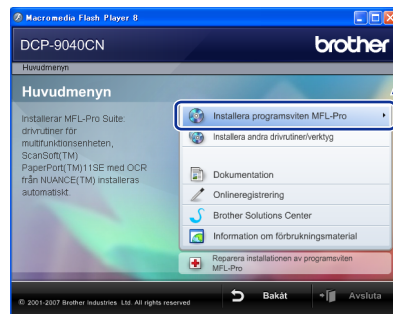 Macromedia Flash Player 8
DCP-9040CN
brother
Huvudmenyn
Huvudmenyn
Installerar MFL-Pro Suite:
drivrutiner för
multifunktionsenheten,
ScanSoft(TM)
PaperPort(TM)11SE med OCR
från NUANCE(TM) installeras
automatiskt.
Installera programsviten MFL-Pro
Installera andra drivrutiner/verktyg
Dokumentation
Onlineregistrering
Brother Solutions Center
Information om förbrukningsmaterial
Reparera installationen av programsviten
MFL-Pro
© 2001-2007 Brother Industries. Ltd. All rights reserved
Bakåt
Avsluta